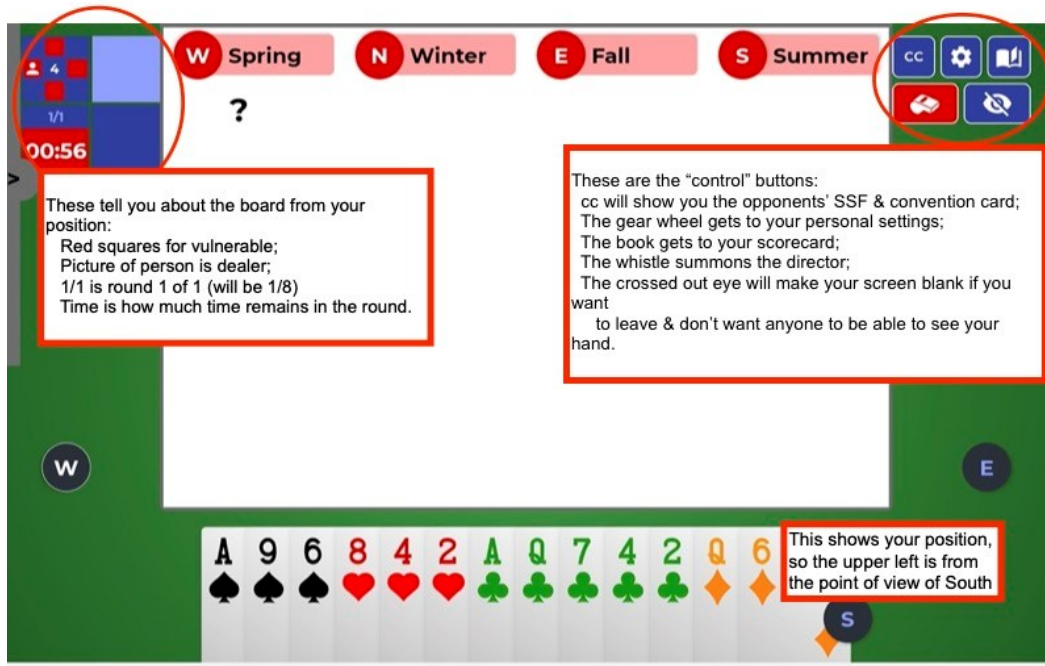 W Spring N Winter E Fall S Summer
4
1/1
00:56
CC
?
>
These tell you about the board from your
position:
Red squares for vulnerable;
Picture of person is dealer;
1/1 is round 1 of 1 (will be 1/8)
Time is how much time remains in the round.
These are the “control” buttons:
cc will show you the opponents’ SSF & convention card;
The gear wheel gets to your personal settings;
The book gets to your scorecard;
The whistle summons the director;
The crossed out eye will make your screen blank if you
want
to leave & don’t want anyone to be able to see your
hand.
W
E
A 9 6 8 4 2 A Q 7 4 2 Q 6
This shows your position,
so the upper left is from
the point of view of South
S